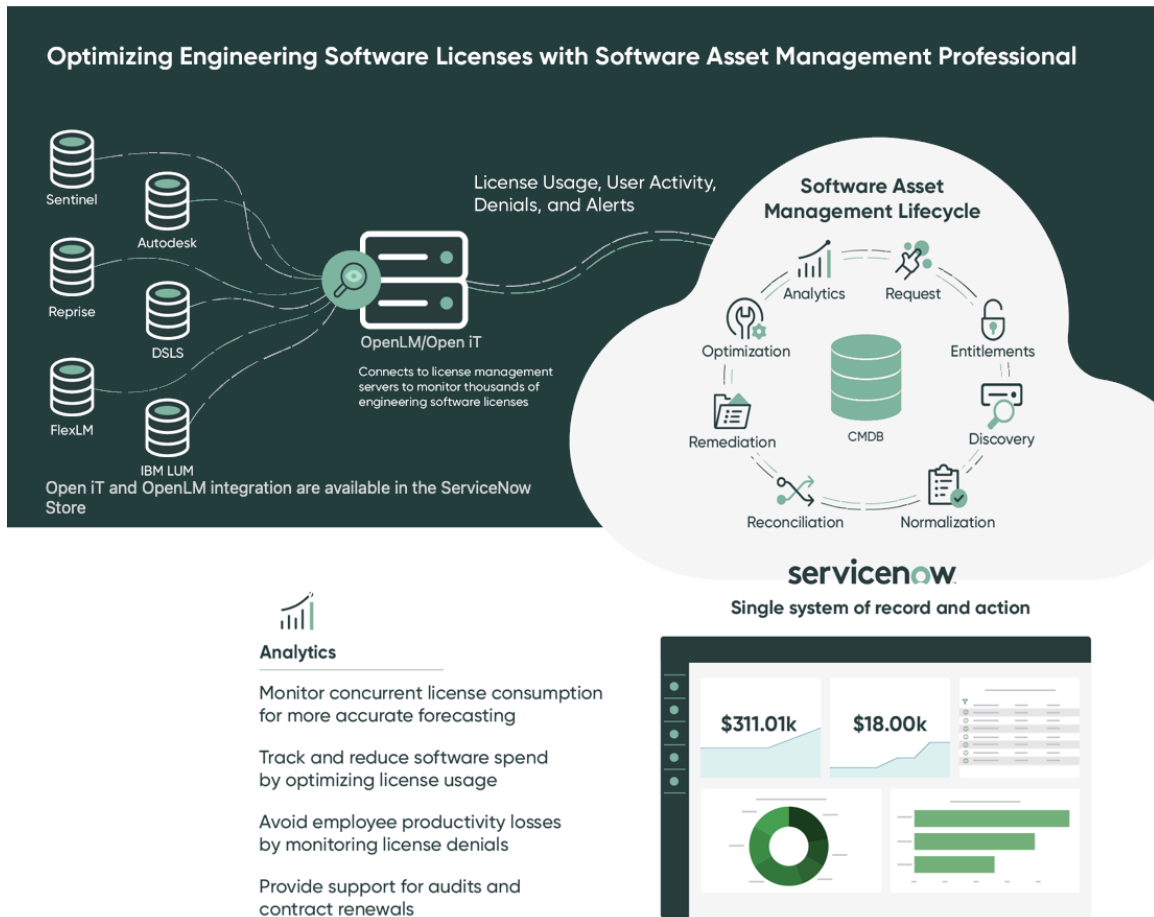 Optimizing Engineering Software Licenses with Software Asset Management Professional
Sentinel
Autodesk
Reprise
DSLS
FlexLM
IBM LUM
OpenLM/Open iT
Connects to license management
servers to monitor thousands of
engineering software licenses
Open iT and OpenLM integration are available in the ServiceNow
Store
License Usage, User Activity,
Denials, and Alerts
Software Asset
Management Lifecycle
Analytics
Request
Optimization
Entitlements
Remediation
CMDB
Discovery
Reconciliation
Normalization
servicenow
Single system of record and action
Analytics
Monitor concurrent license consumption
for more accurate forecasting
Track and reduce software spend
by optimizing license usage
Avoid employee productivity losses
by monitoring license denials
Provide support for audits and
contract renewals
$311.01k
$18.00k